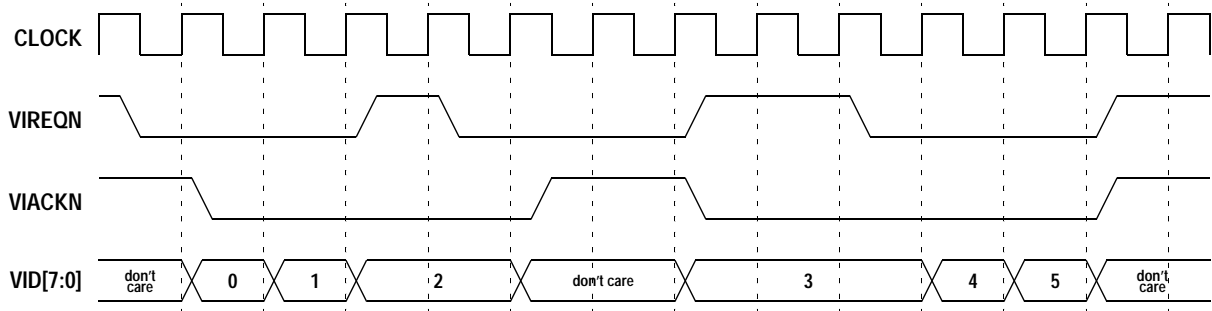 CLOCK
VIREQN
VIACKN
VID[7:0]
don't
care
0
1
2
don't care
3
4
5
don't
care